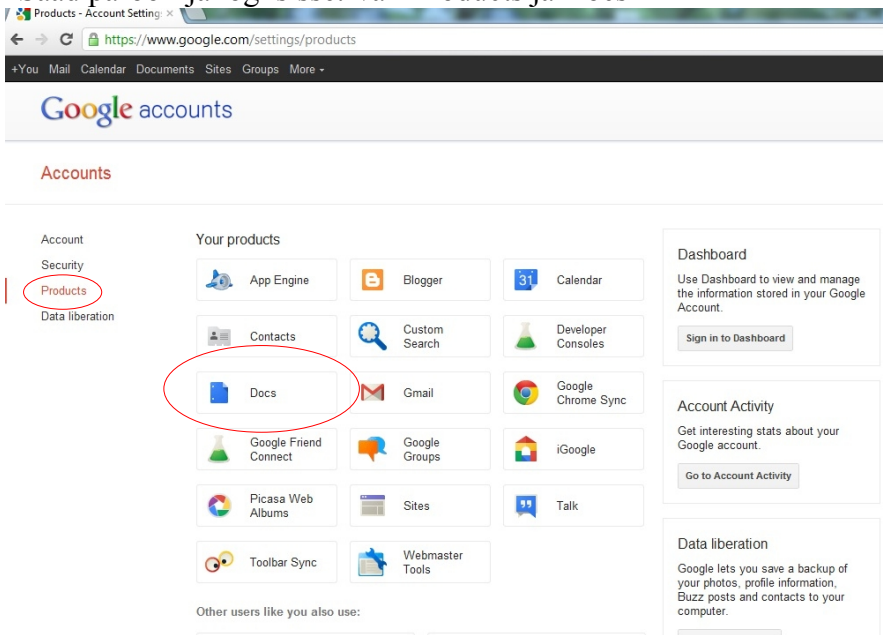 Products - Account Setting: ×
https://www.google.com/settings/products
+You Mail Calendar Documents Sites Groups More
Google accounts
Accounts
Account
Security
Products
Data liberation
Your products
App Engine
Blogger
31
Calendar
Contacts
Custom
Search
Developer
Consoles
Docs
Gmail
Google
Chrome Sync
Google Friend
Connect
Google
Groups
iGoogle
Picasa Web
Albums
Sites
Talk
Toolbar Sync
Webmaster
Tools
Other users like you also use:
Dashboard
Use Dashboard to view and manage
the information stored in your Google
Account.
Sign in to Dashboard
Account Activity
Get interesting stats about your
Google account.
Go to Account Activity
Data liberation
Google lets you save a backup of
your photos, profile information,
Buzz posts and contacts to your
computer.